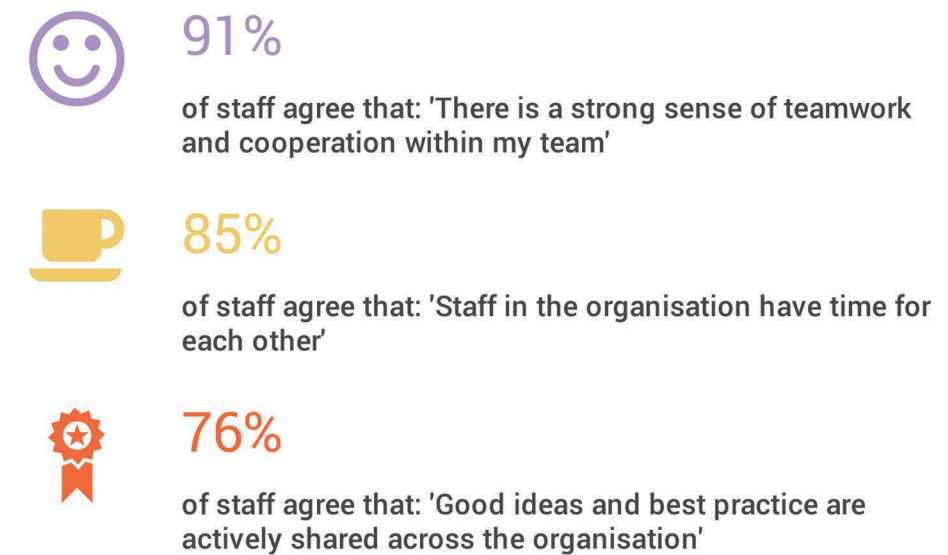 91%
of staff agree that: 'There is a strong sense of teamwork
and cooperation within my team'
85%
of staff agree that: 'Staff in the organisation have time for
each other'
76%
of staff agree that: 'Good ideas and best practice are
actively shared across the organisation'